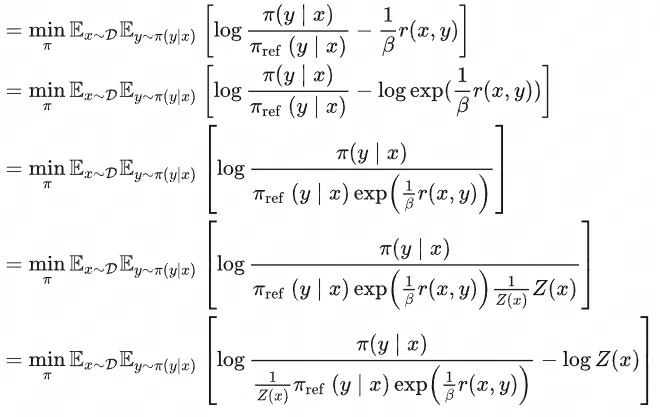 $= \min_{\pi} \mathbb{E}_{x \sim \mathcal{D}} \mathbb{E}_{y \sim \pi(y|x)} \left[ \log \frac{\pi(y \mid x)}{\pi_{\text{ref}}(y \mid x)} - \frac{1}{\beta} r(x, y) \right]$
$= \min_{\pi} \mathbb{E}_{x \sim \mathcal{D}} \mathbb{E}_{y \sim \pi(y|x)} \left[ \log \frac{\pi(y \mid x)}{\pi_{\text{ref}}(y \mid x)} - \log \exp(\frac{1}{\beta} r(x, y)) \right]$
$= \min_{\pi} \mathbb{E}_{x \sim \mathcal{D}} \mathbb{E}_{y \sim \pi(y|x)} \left[ \log \frac{\pi(y \mid x)}{\pi_{\text{ref}}(y \mid x) \exp\left(\frac{1}{\beta} r(x, y)\right)} \right]$
$= \min_{\pi} \mathbb{E}_{x \sim \mathcal{D}} \mathbb{E}_{y \sim \pi(y|x)} \left[ \log \frac{\pi(y \mid x)}{\pi_{\text{ref}}(y \mid x) \exp\left(\frac{1}{\beta} r(x, y)\right) \frac{1}{Z(x)} Z(x)} \right]$
$= \min_{\pi} \mathbb{E}_{x \sim \mathcal{D}} \mathbb{E}_{y \sim \pi(y|x)} \left[ \log \frac{\pi(y \mid x)}{\frac{1}{Z(x)} \pi_{\text{ref}}(y \mid x) \exp\left(\frac{1}{\beta} r(x, y)\right)} - \log Z(x) \right]$